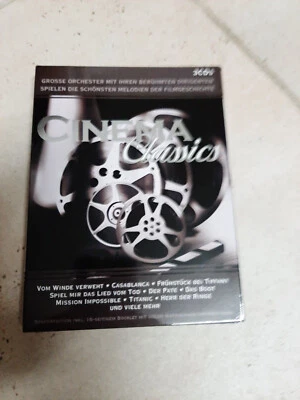 3CDs
GROSSE ORCHESTER MIT IHREN BERÜHMTEN DIRIGENTEN
SPIELEN DIE SCHÖNSTEN MELODIEN DER FILMGESCHICHTE
CINEMA
Classics
VOM WINDE VERWEHT • CASABLANCA • FRÜHSTÜCK BEI TIFFANY
SPIEL MIR DAS LIED VOM TOD • DER PATE • DAS BOOT
MISSION IMPOSSIBLE • TITANIC • HERR DER RINGE
UND VIELE MEHR